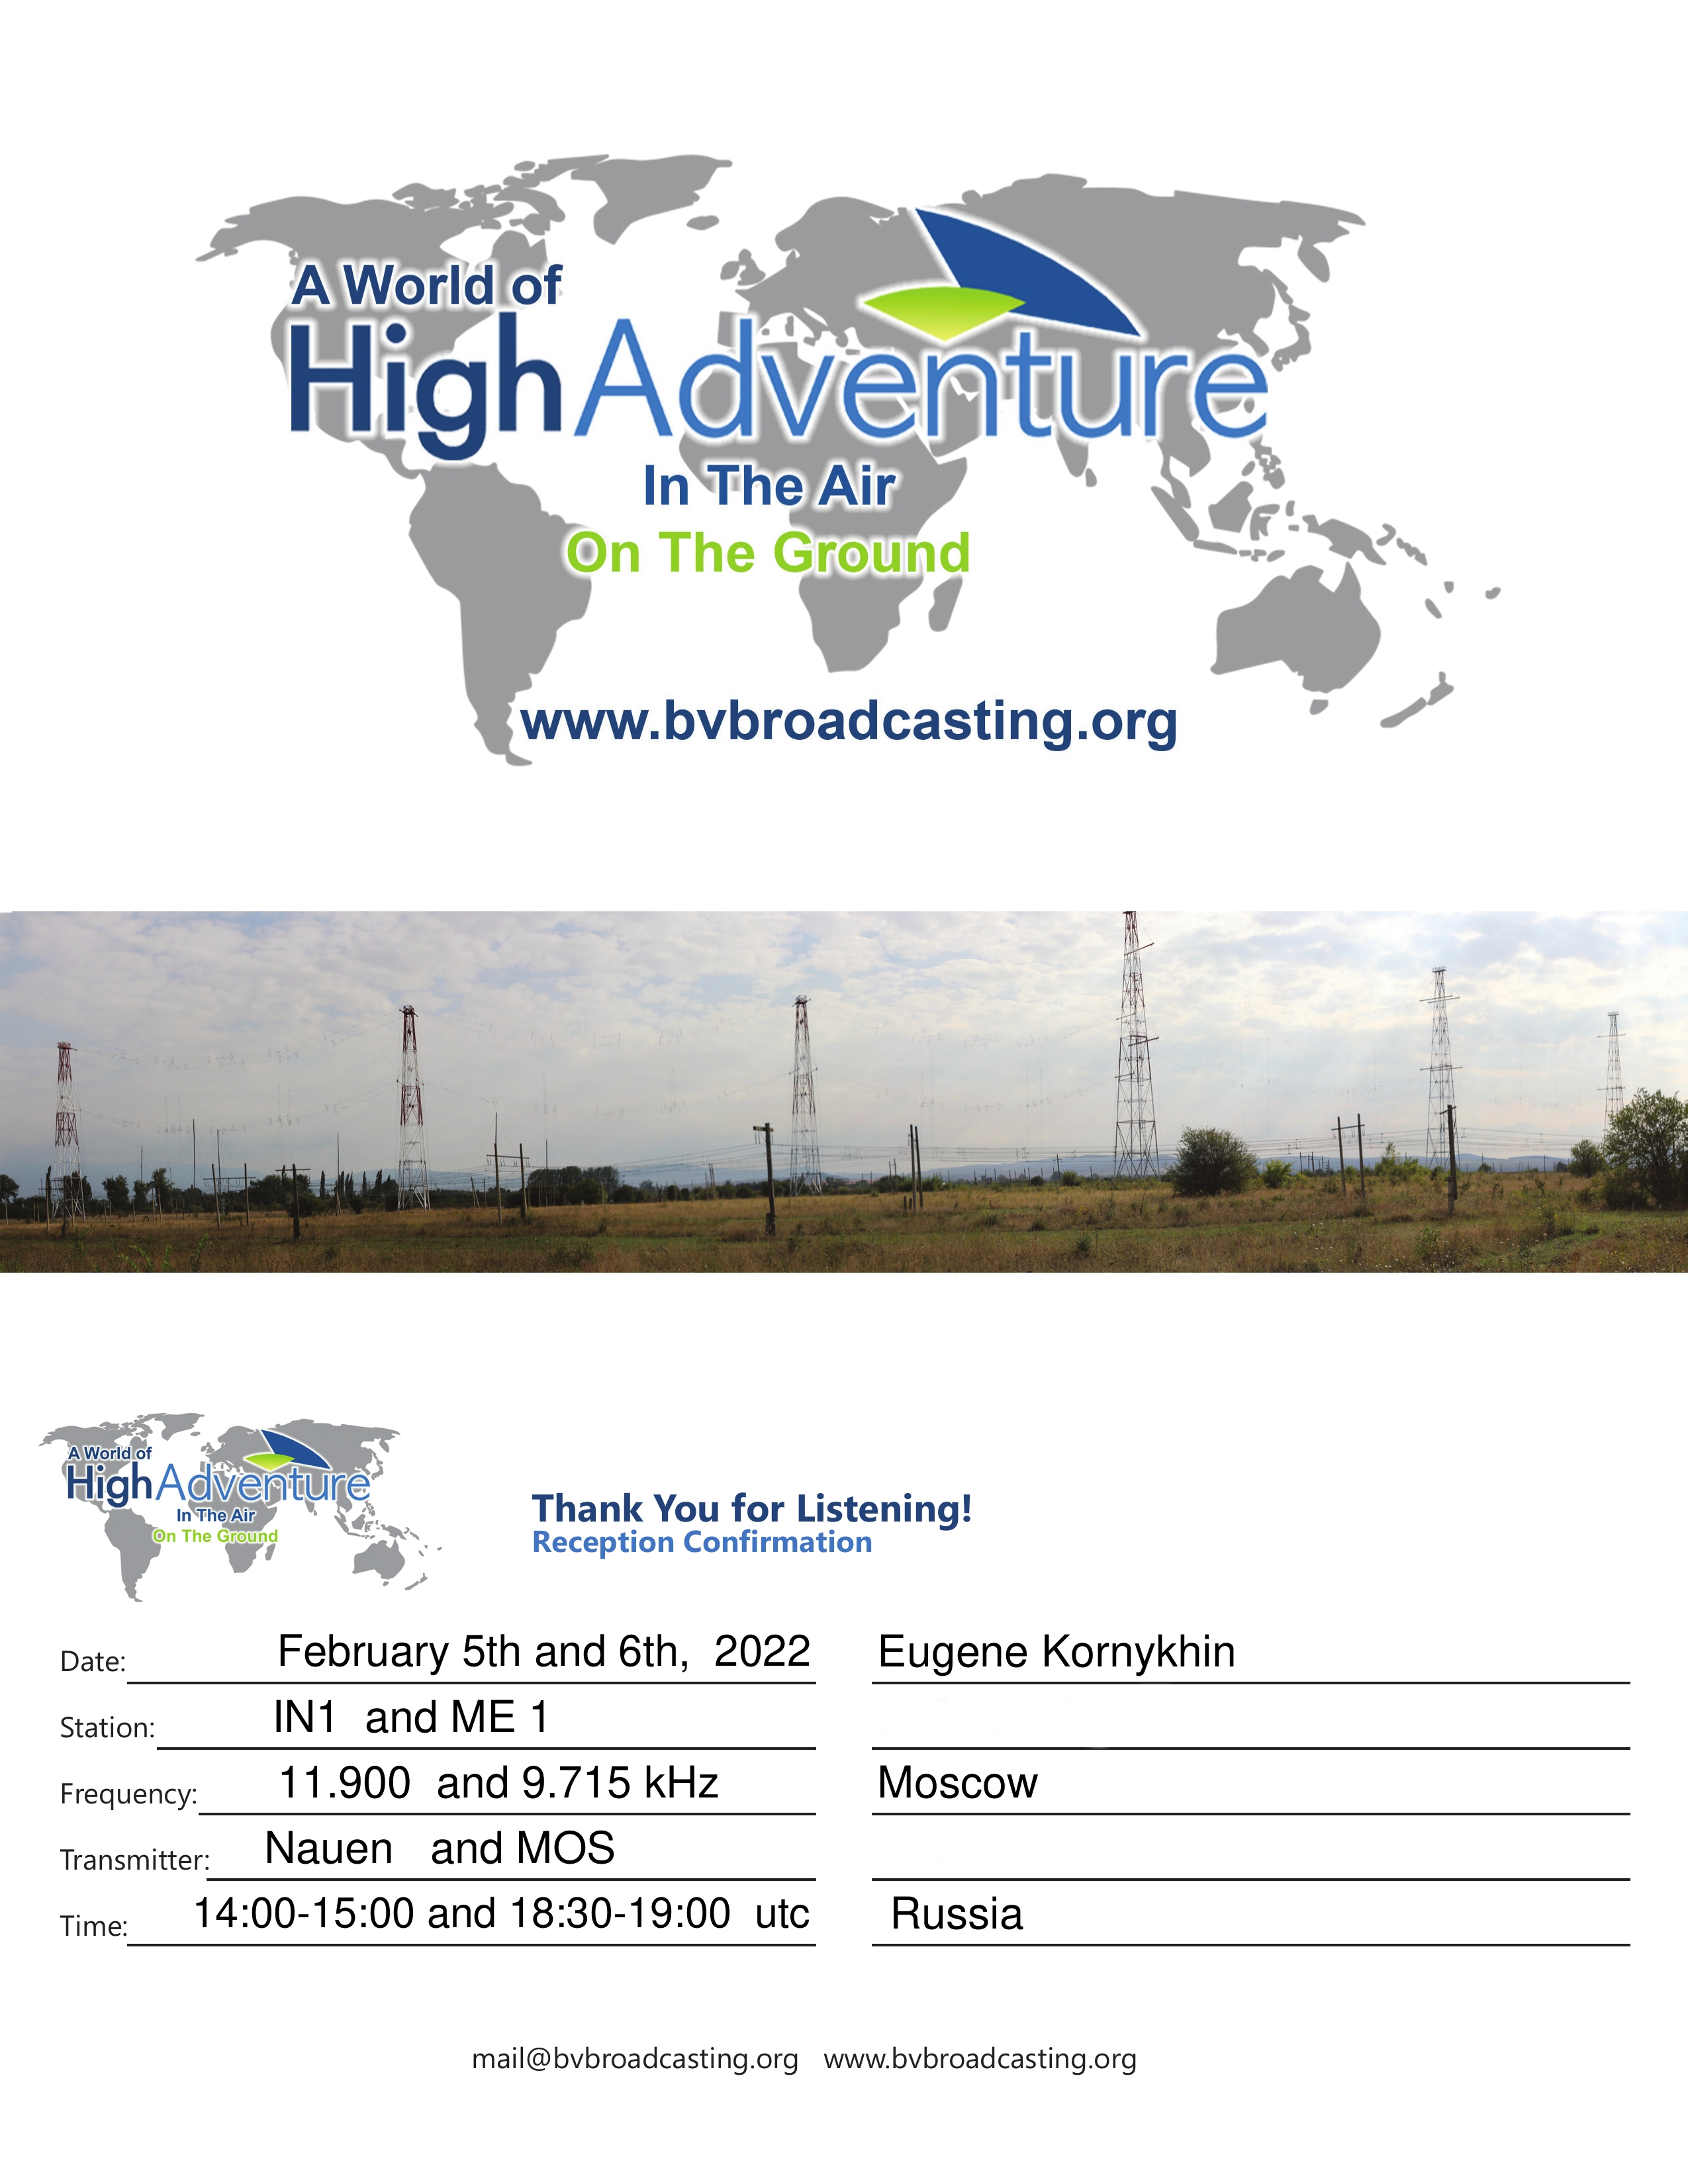 A World of
HighAdventure
In The Air
On The Ground
www.bvbroadcasting.org
A World of
HighAdventure
In The Air
On The Ground
Thank You for Listening!
Reception Confirmation
Date: February 5th and 6th, 2022 Eugene Kornykhin
Station: IN1 and ME 1
Frequency: 11.900 and 9.715 kHz Moscow
Transmitter: Nauen and MOS
Time: 14:00-15:00 and 18:30-19:00 utc Russia
mail@bvbroadcasting.org www.bvbroadcasting.org